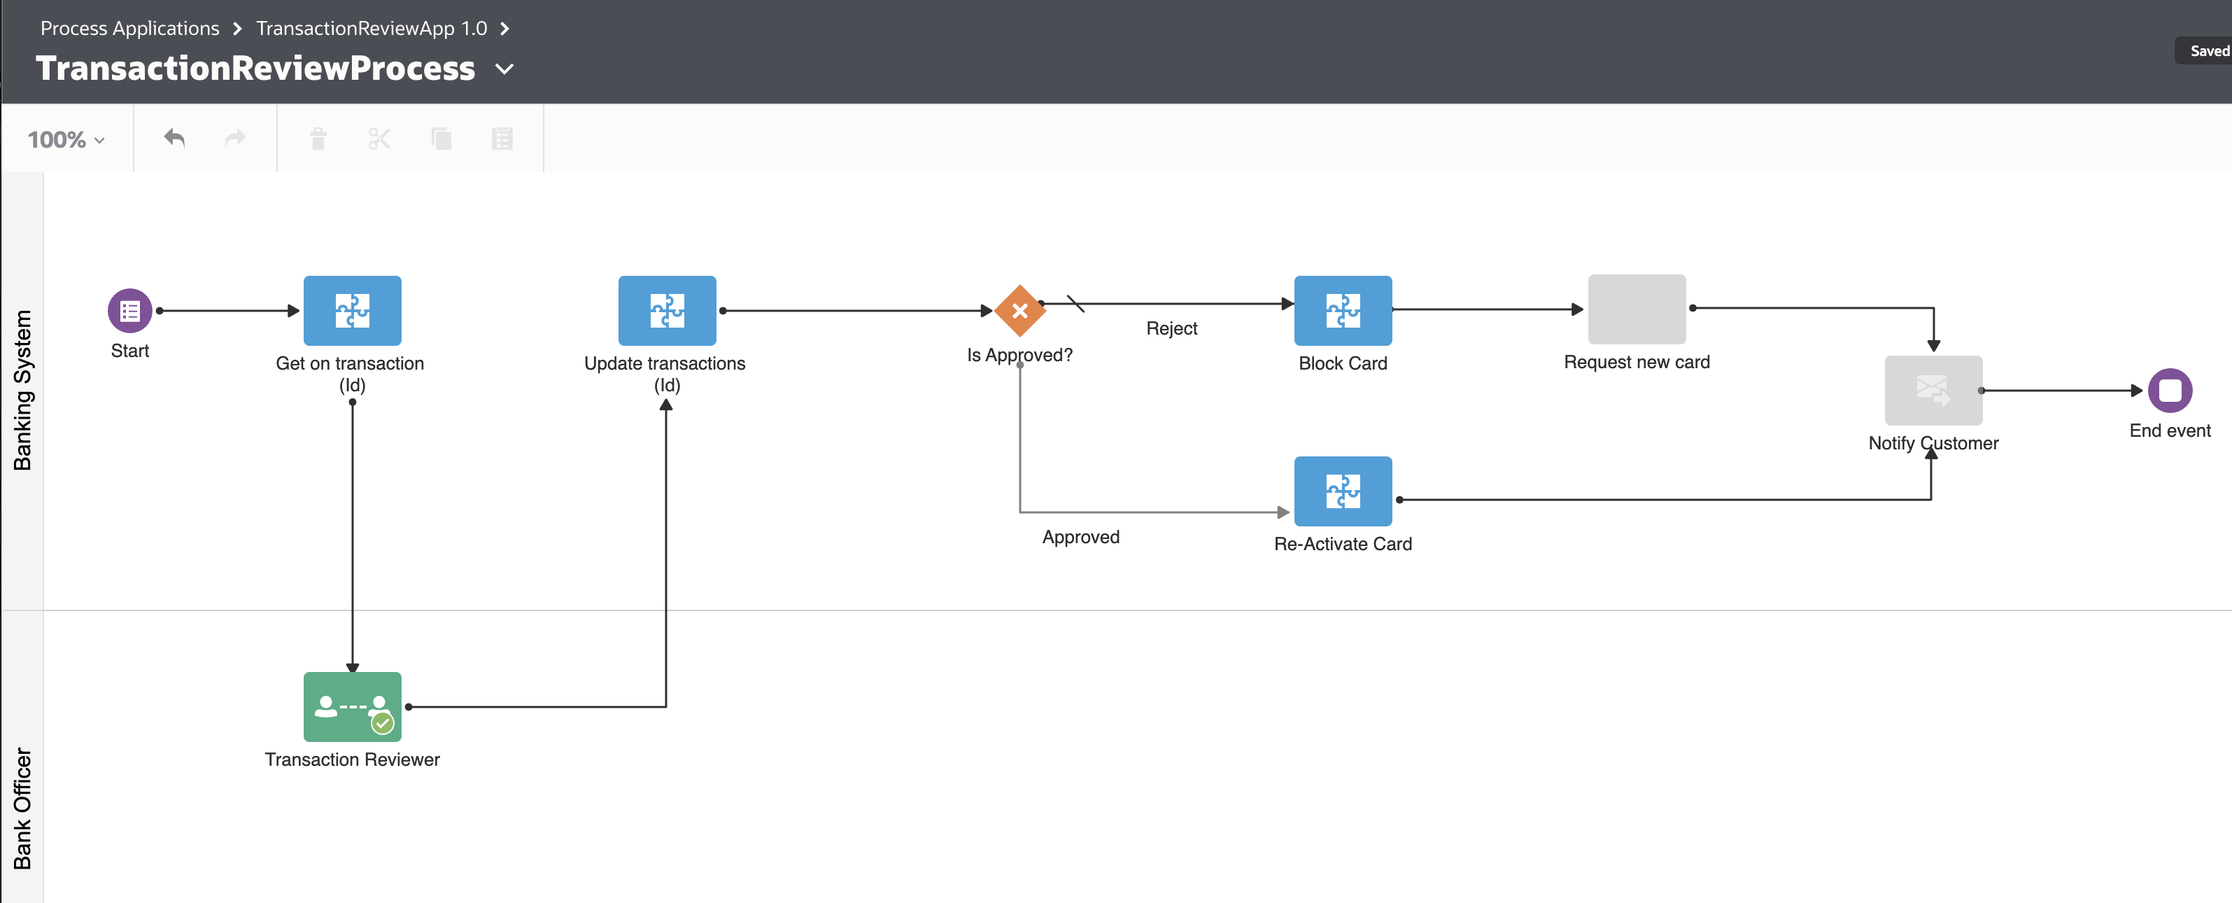 Process Applications > TransactionReviewApp 1.0 >
TransactionReviewProcess
Saved
100%
Banking System
Start
Get on transaction
(Id)
Update transactions
(Id)
Is Approved?
Reject
Block Card
Request new card
Notify Customer
End event
Approved
Re-Activate Card
Bank Officer
Transaction Reviewer